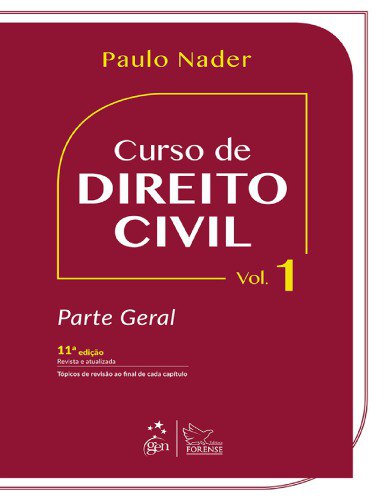 Paulo Nader
Curso de
DIREITO
CIVIL
Vol. 1
Parte Geral
11ª edição
Revista e atualizada
Tópicos de revisão ao final de cada capítulo
gen
Editora
FORENSE